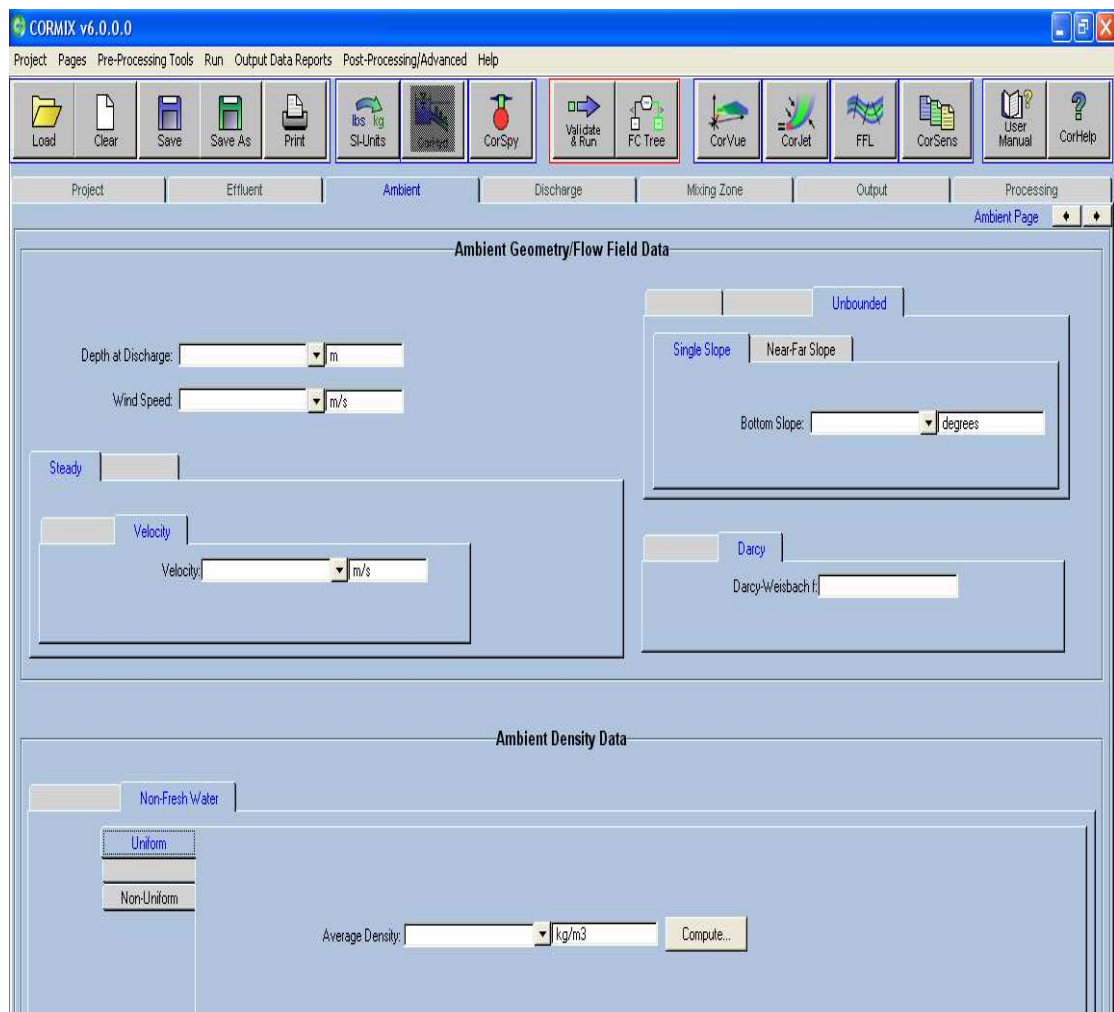 CORMIX v6.0.0.0
Project Pages Pre-Processing Tools Run Output Data Reports Post-Processing/Advanced Help
lbs kg
Load Clear Save Save As Print SI-Units CorSpy Validate & Run FC Tree CorVue CorJet FFL CorSens User Manual CorHelp
Project Effluent Ambient Discharge Mixing Zone Output Processing
Ambient Page
Ambient Geometry/Flow Field Data
Unbounded
Single Slope Near-Far Slope
Depth at Discharge: m
Wind Speed: m/s
Bottom Slope: degrees
Steady
Velocity
Velocity: m/s
Darcy
Darcy-Weisbach f:
Ambient Density Data
Non-Fresh Water
Uniform
Non-Uniform
Average Density: kg/m3 Compute...